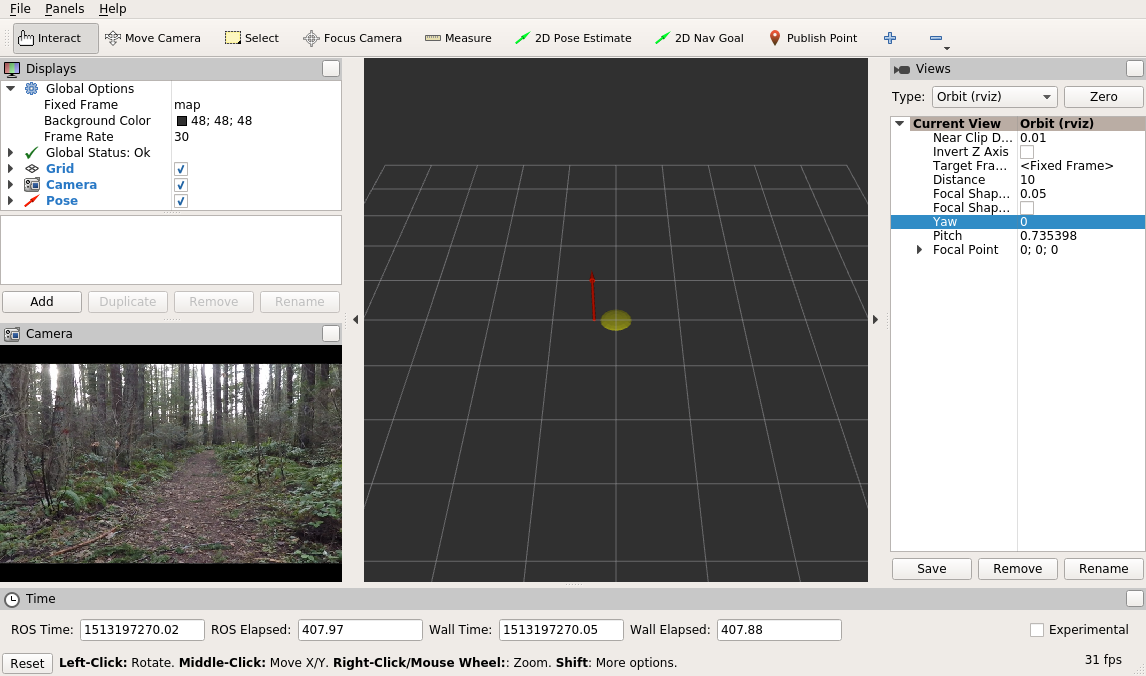 File Panels Help
Interact Move Camera Select Focus Camera Measure 2D Pose Estimate 2D Nav Goal Publish Point
Displays
Global Options
Fixed Frame map
Background Color 48; 48; 48
Frame Rate 30
Global Status: Ok
Grid
Camera
Pose
Add Duplicate Remove Rename
Camera
Views
Type: Orbit (rviz) Zero
Current View Orbit (rviz)
Near Clip D... 0.01
Invert Z Axis
Target Fra... <Fixed Frame>
Distance 10
Focal Shap... 0.05
Focal Shap...
Yaw 0
Pitch 0.735398
Focal Point 0; 0; 0
Save Remove Rename
Time
ROS Time: 1513197270.02 ROS Elapsed: 407.97 Wall Time: 1513197270.05 Wall Elapsed: 407.88 Experimental
Reset Left-Click: Rotate. Middle-Click: Move X/Y. Right-Click/Mouse Wheel:: Zoom. Shift: More options. 31 fps